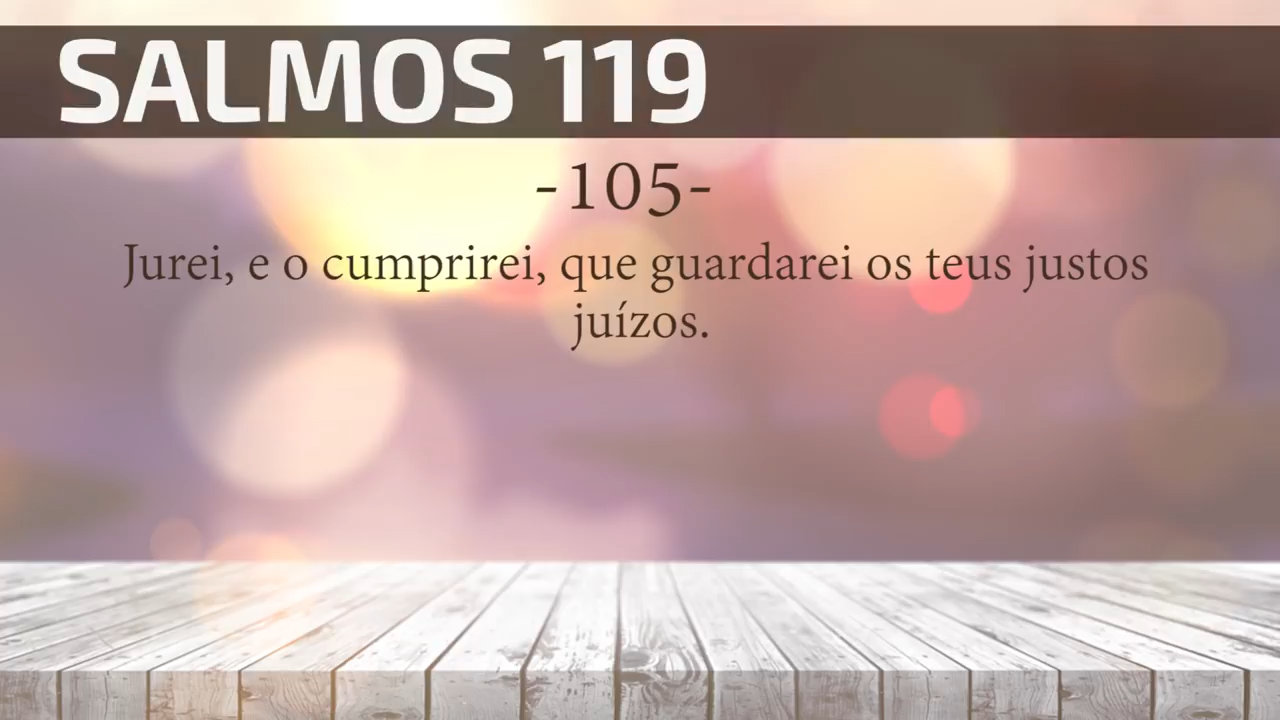 SALMOS 119
-105-
Jurei, e o cumprirei, que guardarei os teus justos
juízos.